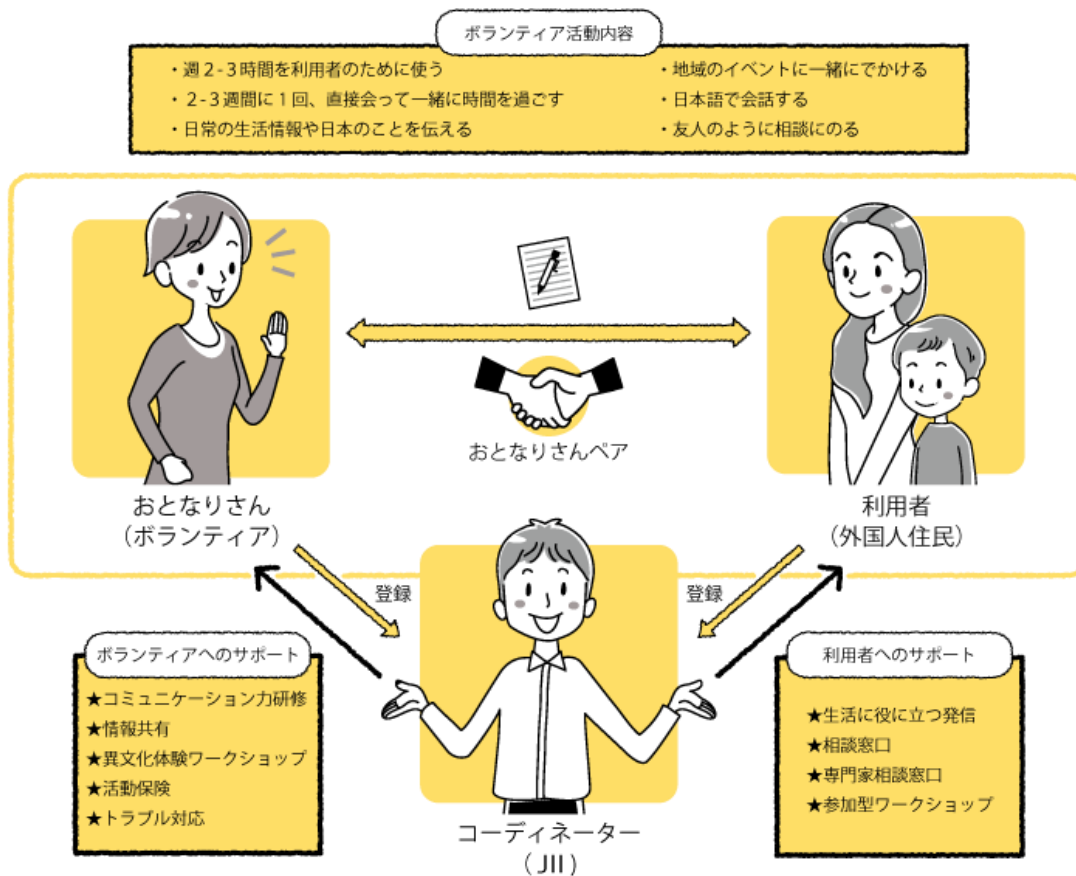 ボランティア活動内容
・週2-3時間を利用者のために使う
・2-3週間に1回、直接会って一緒に時間を過ごす
・日常の生活情報や日本のことを伝える
・地域のイベントに一緒にでかける
・日本語で会話する
・友人のように相談にのる
おとなりさんペア
おとなりさん
（ボランティア）
利用者
（外国人住民）
登録
登録
ボランティアへのサポート
★コミュニケーション力研修
★情報共有
★異文化体験ワークショップ
★活動保険
★トラブル対応
利用者へのサポート
★生活に役に立つ発信
★相談窓口
★専門家相談窓口
★参加型ワークショップ
コーディネーター
（JII）